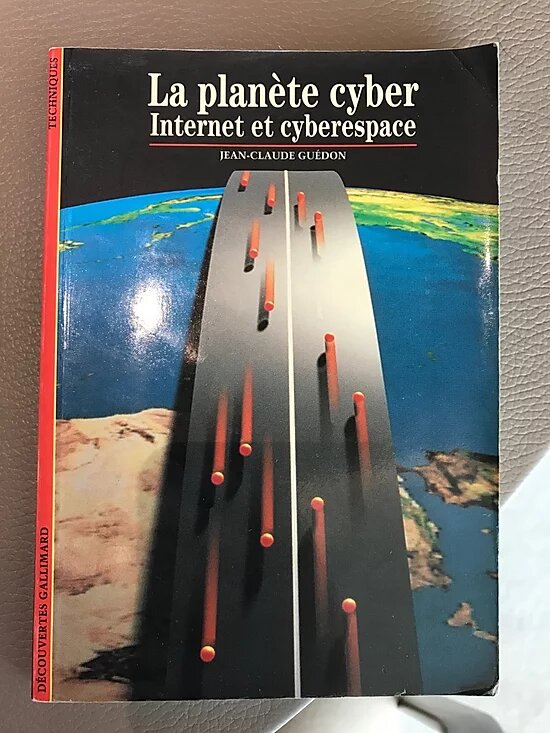 La planète cyber
Internet et cyberespace
JEAN-CLAUDE GUÉDON
TECHNIQUES
DÉCOUVERTES GALLIMARD